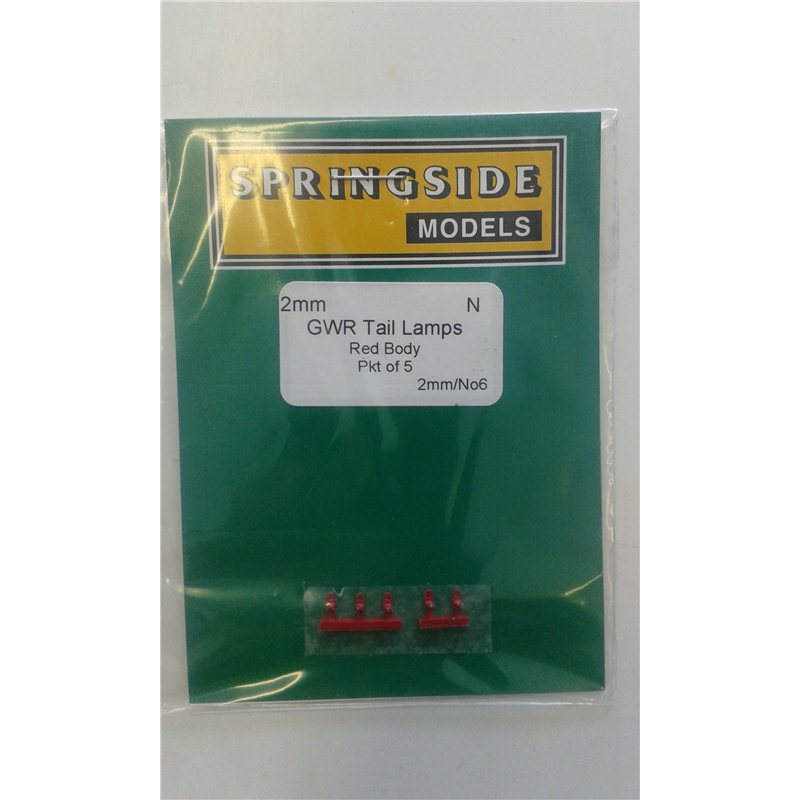 SPRINGSIDE
MODELS
2mm N
GWR Tail Lamps
Red Body
Pkt of 5
2mm/No6